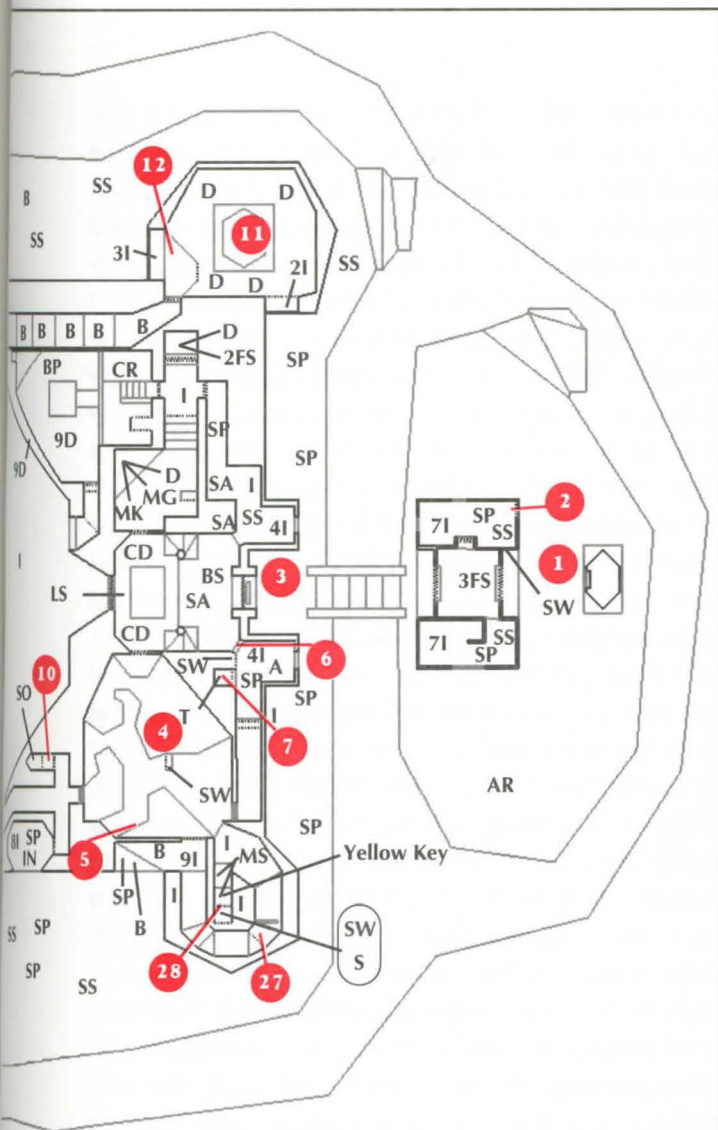 12
D D
B SS
11
SS 3I
D D 2I SS
B B B B B
D
2FS
SP
BP CR
I
9D
SP
9D
SP
D
MG
MK
SA I
SA SS 4I
2
7I SP
SS
CD
BS
3
1
I
LS
SA
3FS
SW
CD
6
7I SS
SP
SW 4I A
SP
10
SO
T
SP
4
I
7
SW
AR
8I SP
IN
5
B 9I I MS
SP
Yellow Key
SP
B
I I
SW
S
SS SP
SP
SS
28
27